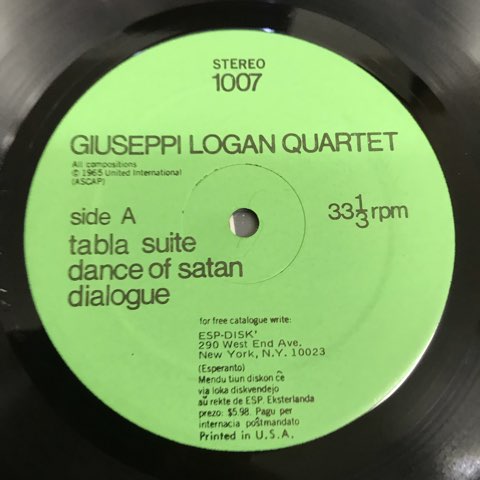 STEREO
1007
GIUSEPPI LOGAN QUARTET
All compositions
© 1965 United International
(ASCAP)
side A
33 1/3 rpm
tabla suite
dance of satan
dialogue
for free catalogue write:
ESP-DISK'
290 West End Ave.
New York, N.Y. 10023
(Esperanto)
Mendu tiun diskon ĉe
via loka diskvendejo
aŭ rekte de ESP. Eksterlanda
prezo: $5.98. Pagu per
internacia poŝtmandato
Printed in U.S.A.